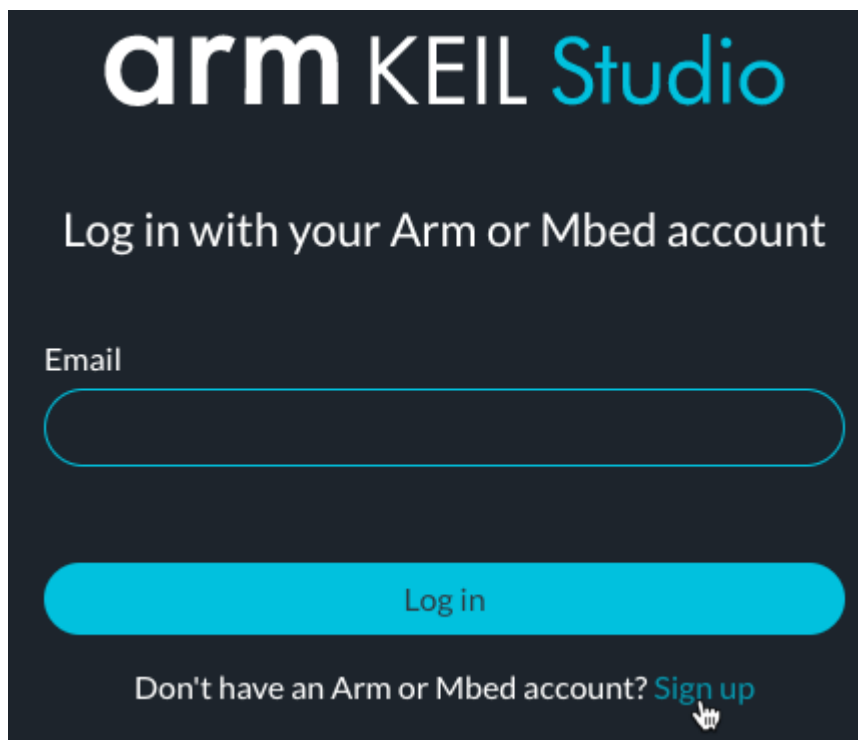 arm KEIL Studio
Log in with your Arm or Mbed account
Email
Log in
Don't have an Arm or Mbed account? Sign up